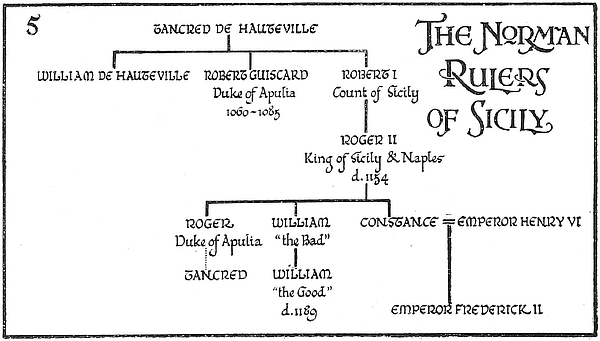 5
THE NORMAN
RULERS
OF SICILY
TANCRED DE HAUTEVILLE
WILLIAM DE HAUTEVILLE
ROBERT GUISCARD
Duke of Apulia
1060-1085
ROBERT I
Count of Sicily
ROGER II
King of Sicily & Naples
d. 1154
ROGER
Duke of Apulia
TANCRED
WILLIAM
"the Bad"
WILLIAM
"the Good"
d. 1189
CONSTANCE = EMPEROR HENRY VI
EMPEROR FREDERICK II